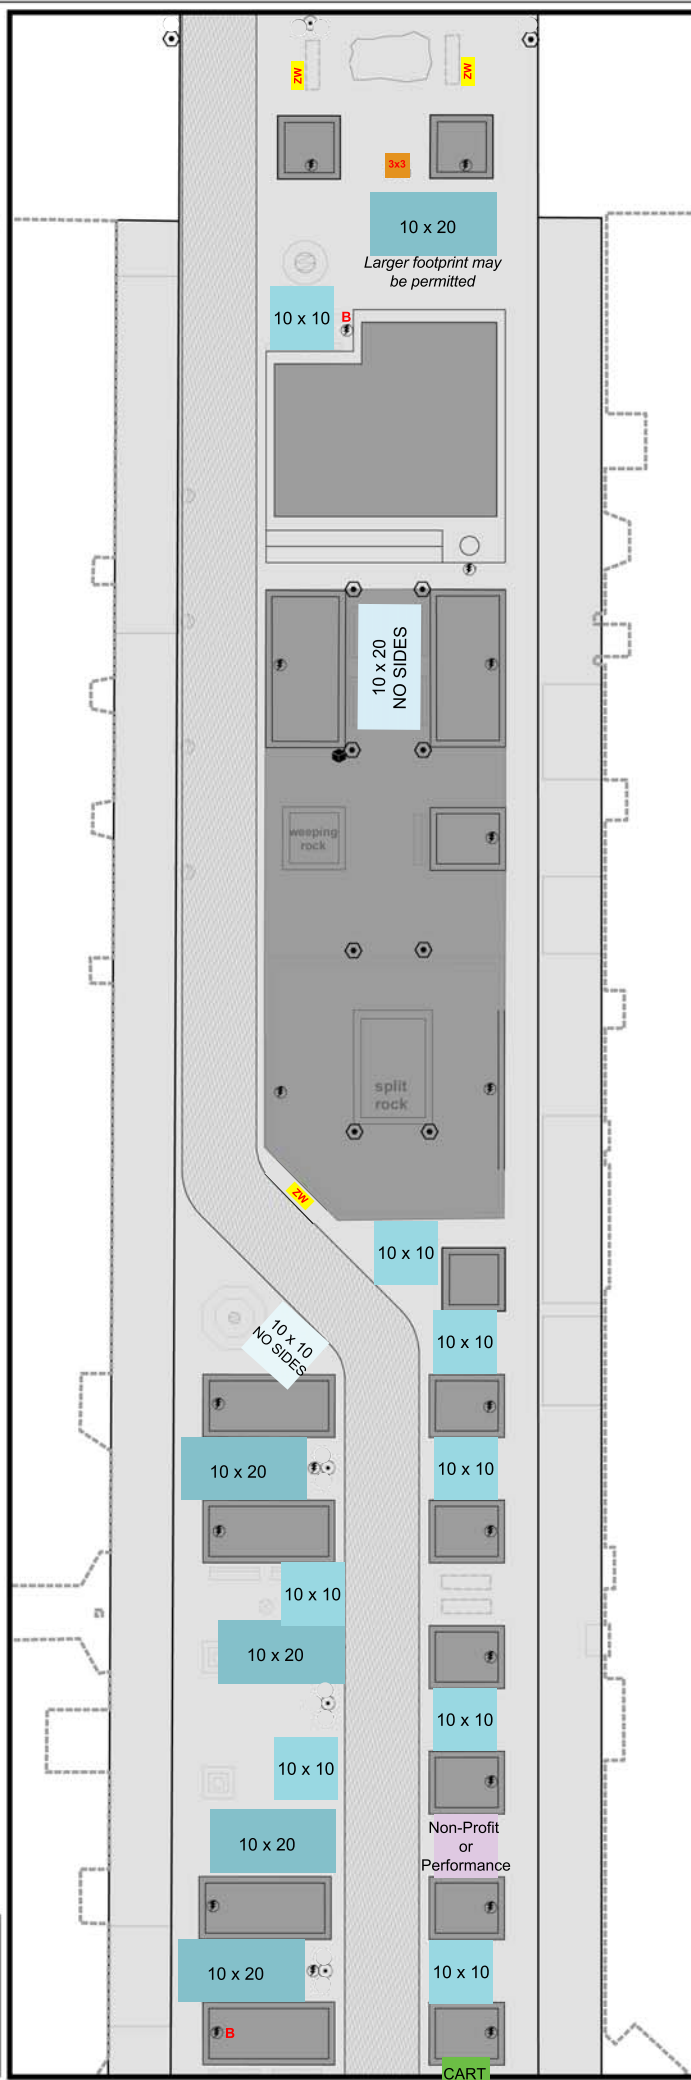 ZW
ZW
3x3
10 x 20
Larger footprint may
be permitted
10 x 10
B
10 x 20
NO SIDES
weeping
rock
split
rock
ZW
10 x 10
10 x 10
NO SIDES
10 x 10
10 x 20
10 x 10
10 x 10
10 x 20
10 x 10
10 x 10
10 x 20
Non-Profit
or
Performance
10 x 20
10 x 10
B
CART